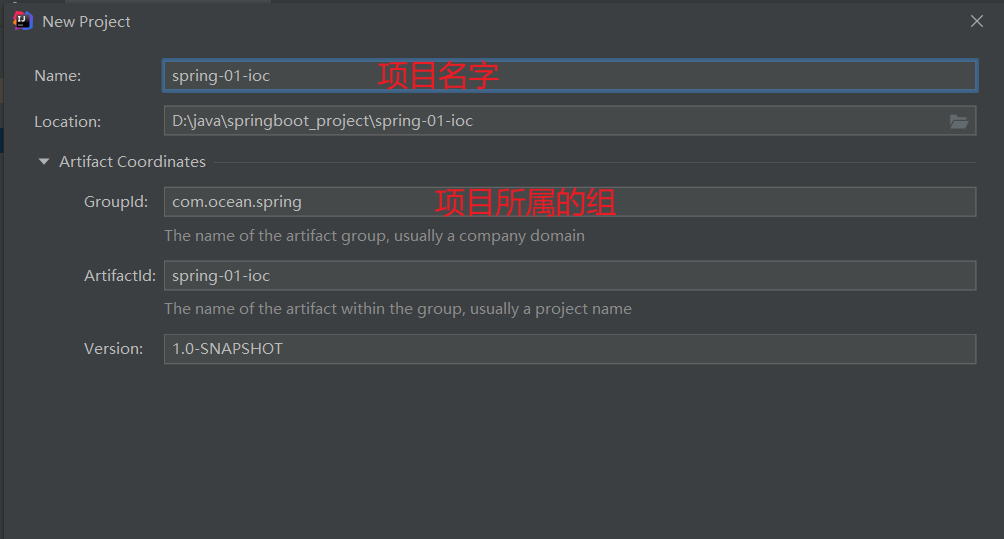 New Project
Name: spring-01-ioc 项目名字
Location: D:\java\springboot_project\spring-01-ioc
Artifact Coordinates
GroupId: com.ocean.spring 项目所属的组
The name of the artifact group, usually a company domain
ArtifactId: spring-01-ioc
The name of the artifact within the group, usually a project name
Version: 1.0-SNAPSHOT